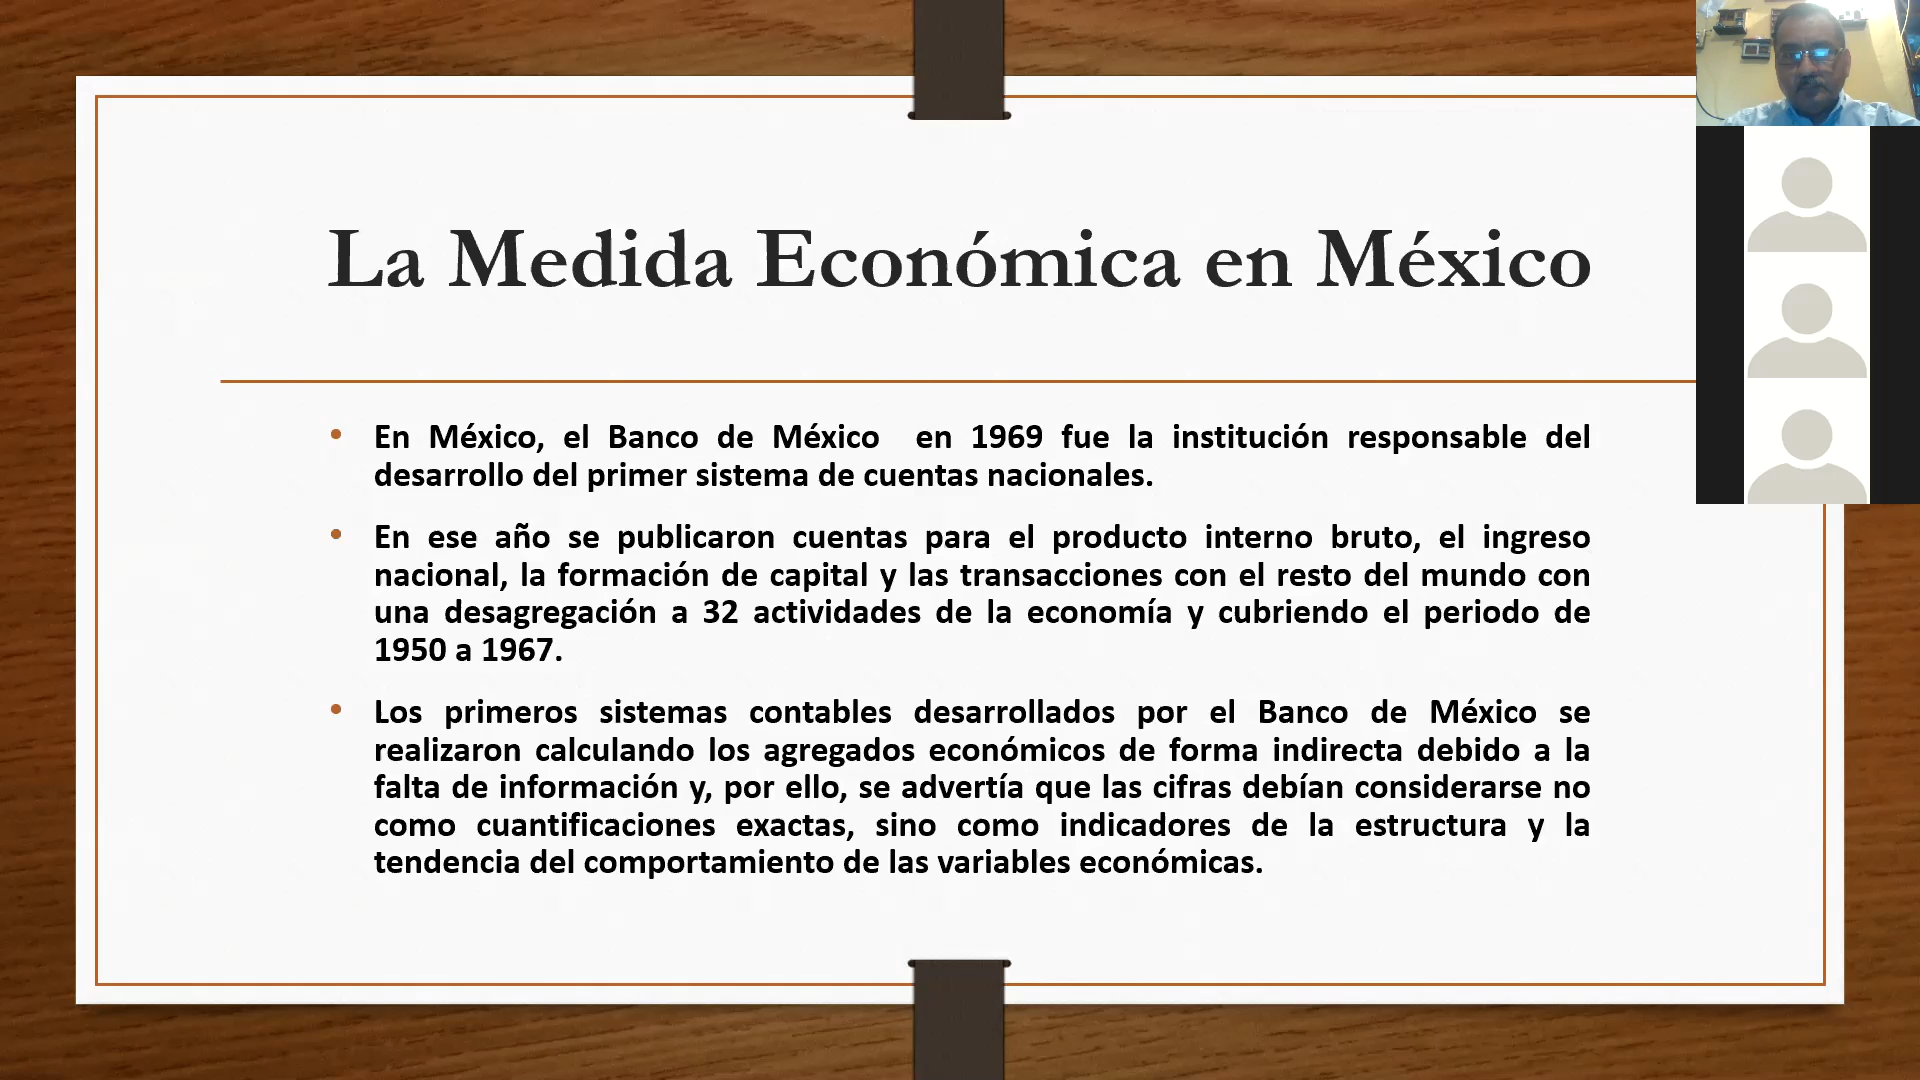 La Medida Económica en México
• En México, el Banco de México  en 1969 fue la institución responsable del
desarrollo del primer sistema de cuentas nacionales.
• En ese año se publicaron cuentas para el producto interno bruto, el ingreso
nacional, la formación de capital y las transacciones con el resto del mundo con
una desagregación a 32 actividades de la economía y cubriendo el periodo de
1950 a 1967.
• Los primeros sistemas contables desarrollados por el Banco de México se
realizaron calculando los agregados económicos de forma indirecta debido a la
falta de información y, por ello, se advertía que las cifras debían considerarse no
como cuantificaciones exactas, sino como indicadores de la estructura y la
tendencia del comportamiento de las variables económicas.